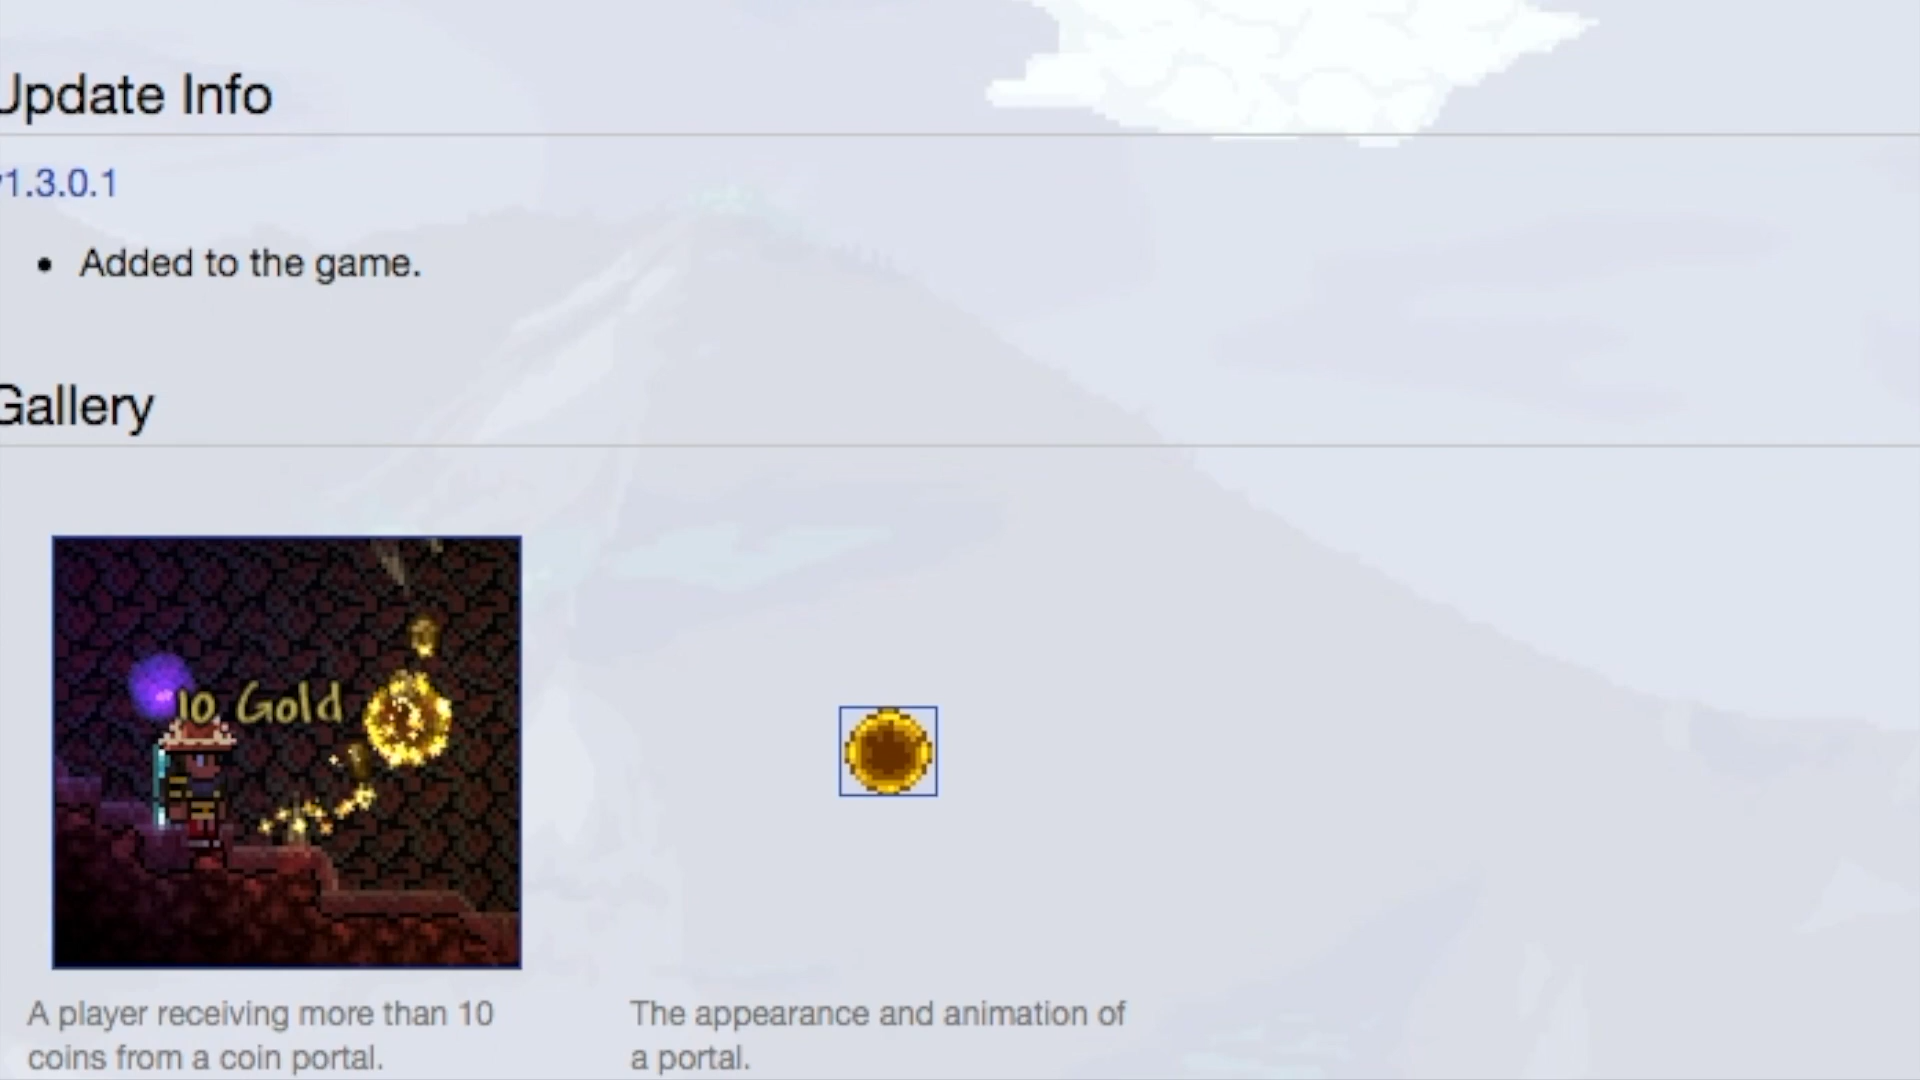 Update Info
v1.3.0.1
• Added to the game.
Gallery
10 Gold
A player receiving more than 10
coins from a coin portal.
The appearance and animation of
a portal.